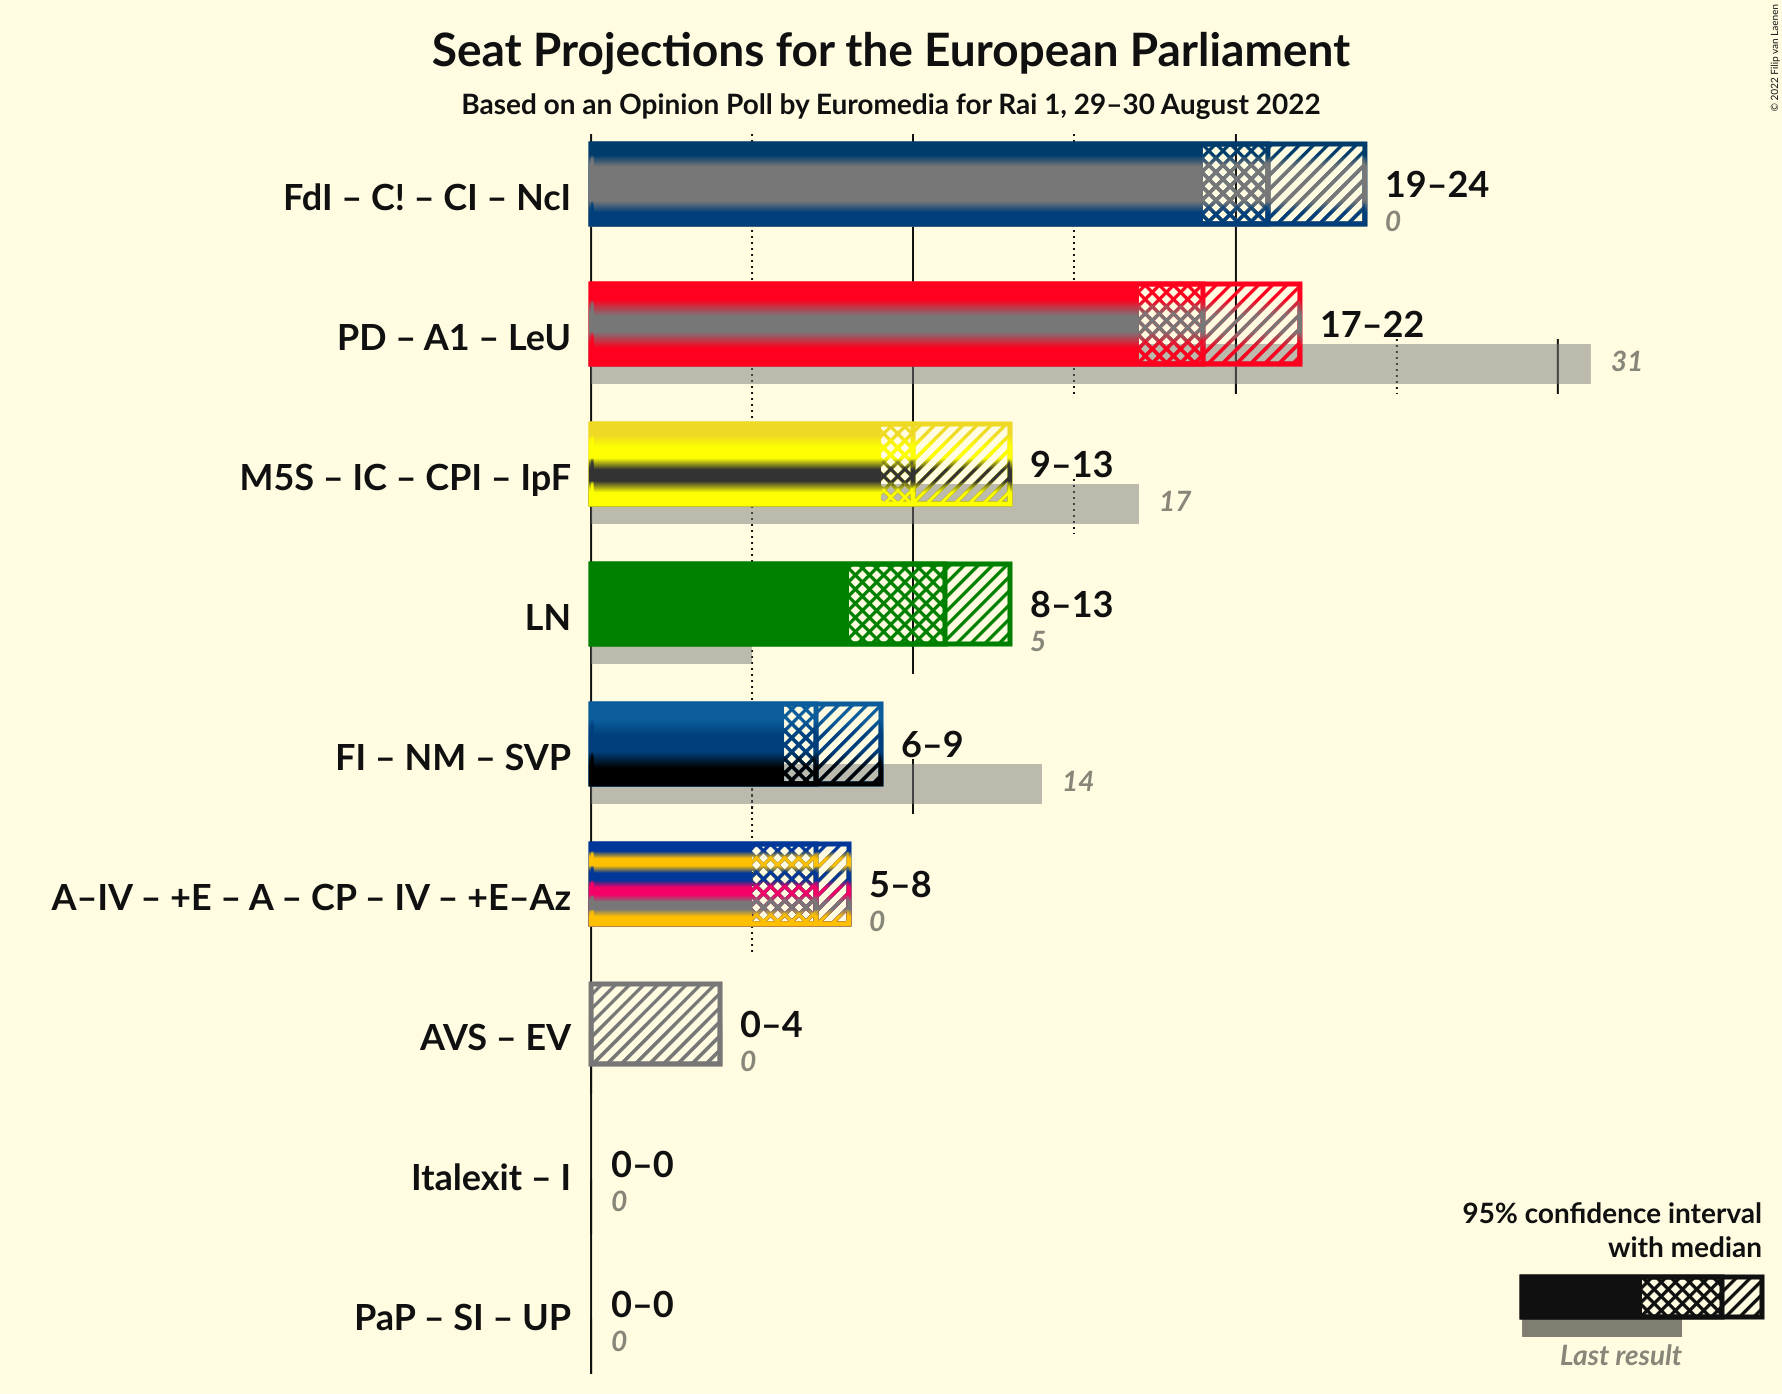 Seat Projections for the European Parliament
Based on an Opinion Poll by Euromedia for Rai 1, 29–30 August 2022
© 2022 Filip van Laenen
FdI – C! – CI – NcI
19–24
0
PD – A1 – LeU
17–22
31
M5S – IC – CPI – IpF
9–13
17
LN
8–13
5
FI – NM – SVP
6–9
14
A–IV – +E – A – CP – IV – +E–Az
5–8
0
AVS – EV
0–4
0
Italexit – I
0–0
0
PaP – SI – UP
0–0
0
95% confidence interval
with median
Last result